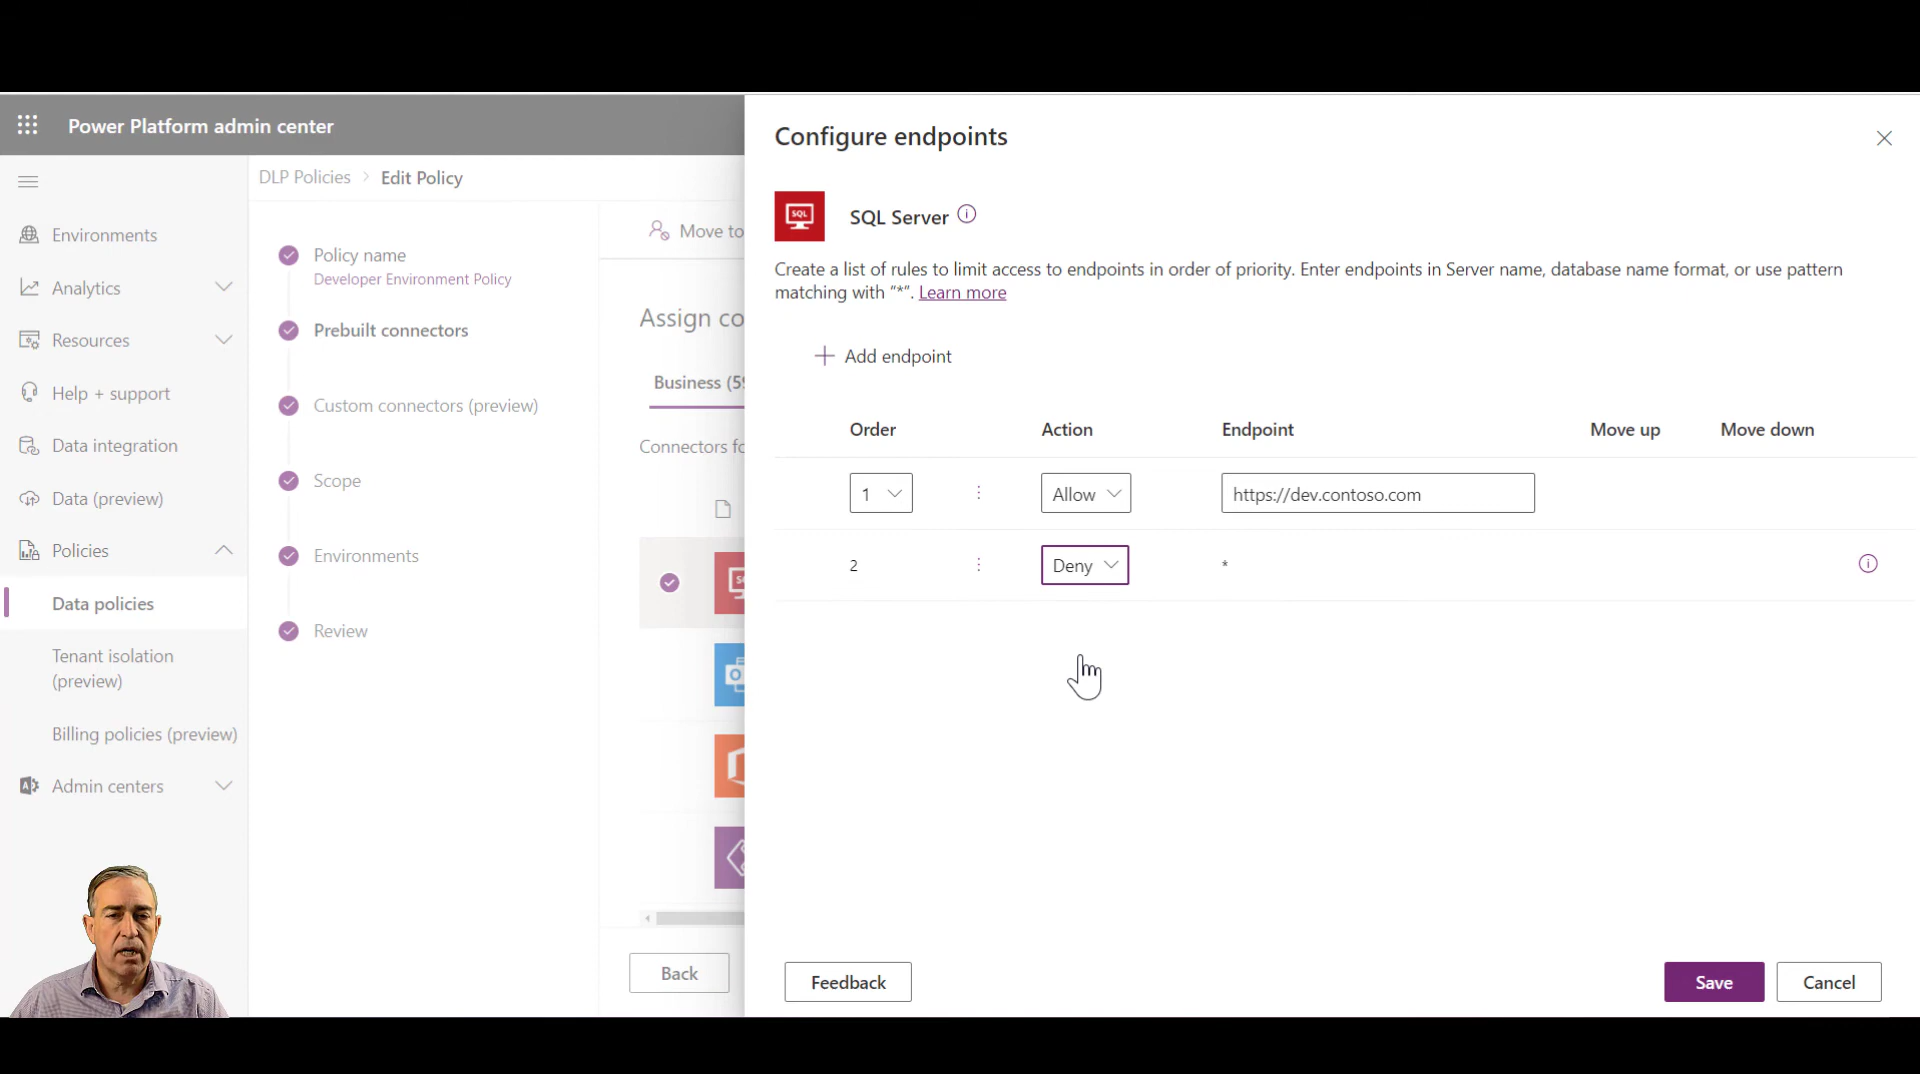 Power Platform admin center
Environments
Analytics
Resources
Help + support
Data integration
Data (preview)
Policies
Data policies
Tenant isolation
(preview)
Billing policies (preview)
Admin centers
DLP Policies > Edit Policy
Policy name
Developer Environment Policy
Prebuilt connectors
Custom connectors (preview)
Scope
Environments
Review
Move to
Assign co
Business (59
Connectors fo
Back
Configure endpoints
SQL
SQL Server
Create a list of rules to limit access to endpoints in order of priority. Enter endpoints in Server name, database name format, or use pattern
matching with “*”. Learn more
Add endpoint
Order Action Endpoint Move up Move down
1 Allow https://dev.contoso.com
2 Deny *
Feedback
Save
Cancel